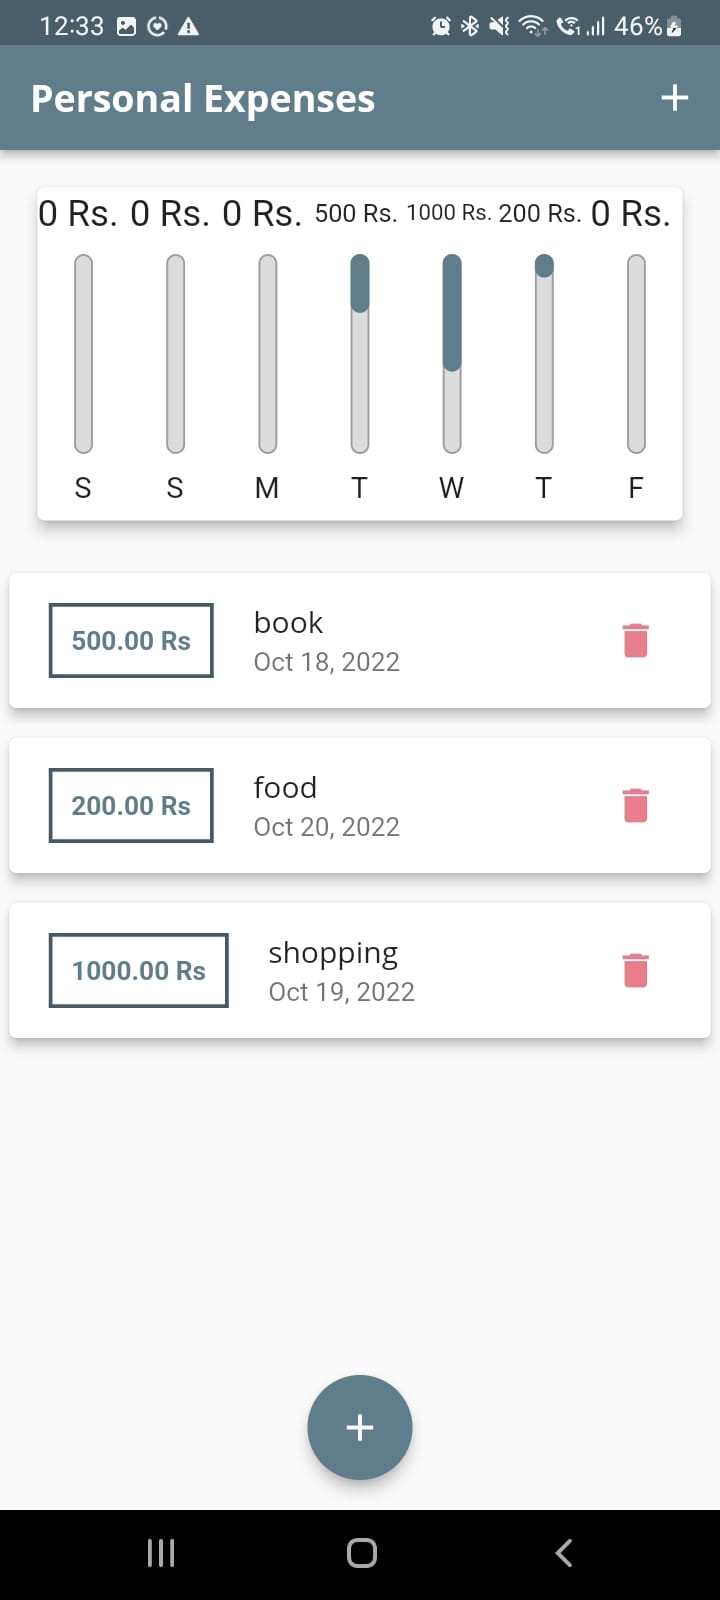 12:33 46%
Personal Expenses
0 Rs. 0 Rs. 0 Rs. 500 Rs. 1000 Rs. 200 Rs. 0 Rs.
S S M T W T F
500.00 Rs
book
Oct 18, 2022
200.00 Rs
food
Oct 20, 2022
1000.00 Rs
shopping
Oct 19, 2022